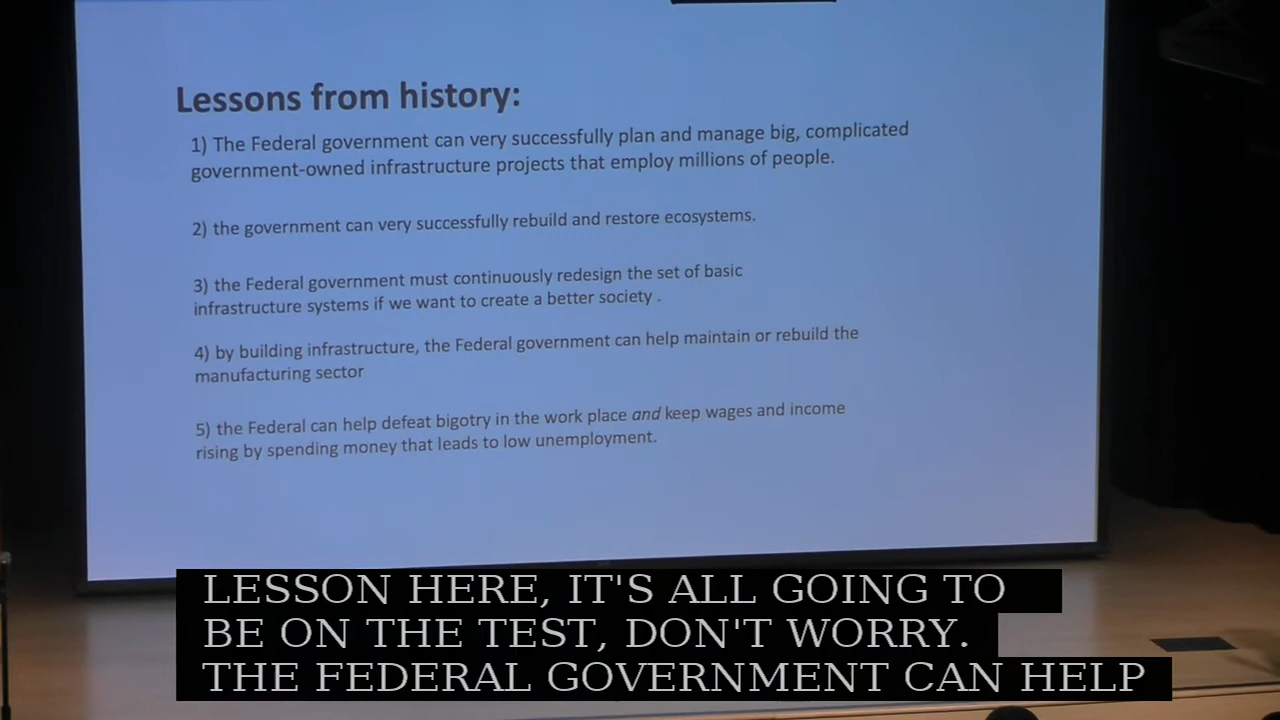 Lessons from history:
1) The Federal government can very successfully plan and manage big, complicated
government-owned infrastructure projects that employ millions of people.
2) the government can very successfully rebuild and restore ecosystems.
3) the Federal government must continuously redesign the set of basic
infrastructure systems if we want to create a better society .
4) by building infrastructure, the Federal government can help maintain or rebuild the
manufacturing sector
5) the Federal can help defeat bigotry in the work place and keep wages and income
rising by spending money that leads to low unemployment.
LESSON HERE, IT'S ALL GOING TO
BE ON THE TEST, DON'T WORRY.
THE FEDERAL GOVERNMENT CAN HELP